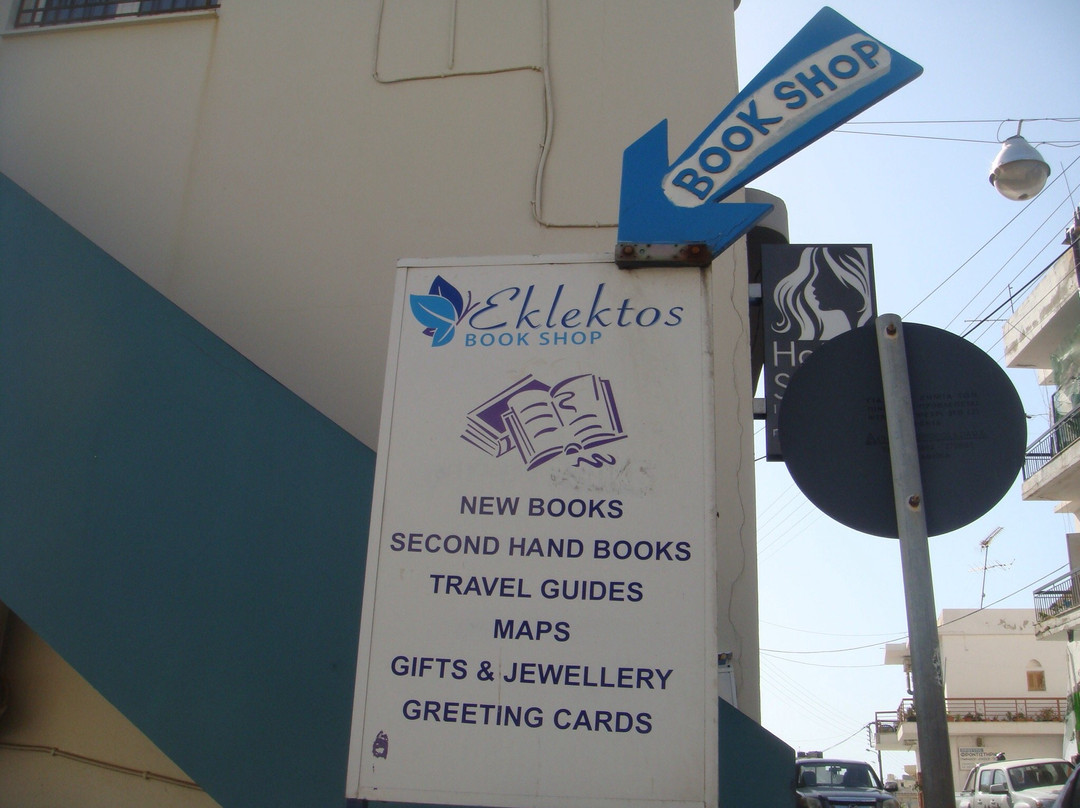 BOOK SHOP
Eklektos
BOOK SHOP
NEW BOOKS
SECOND HAND BOOKS
TRAVEL GUIDES
MAPS
GIFTS & JEWELLERY
GREETING CARDS